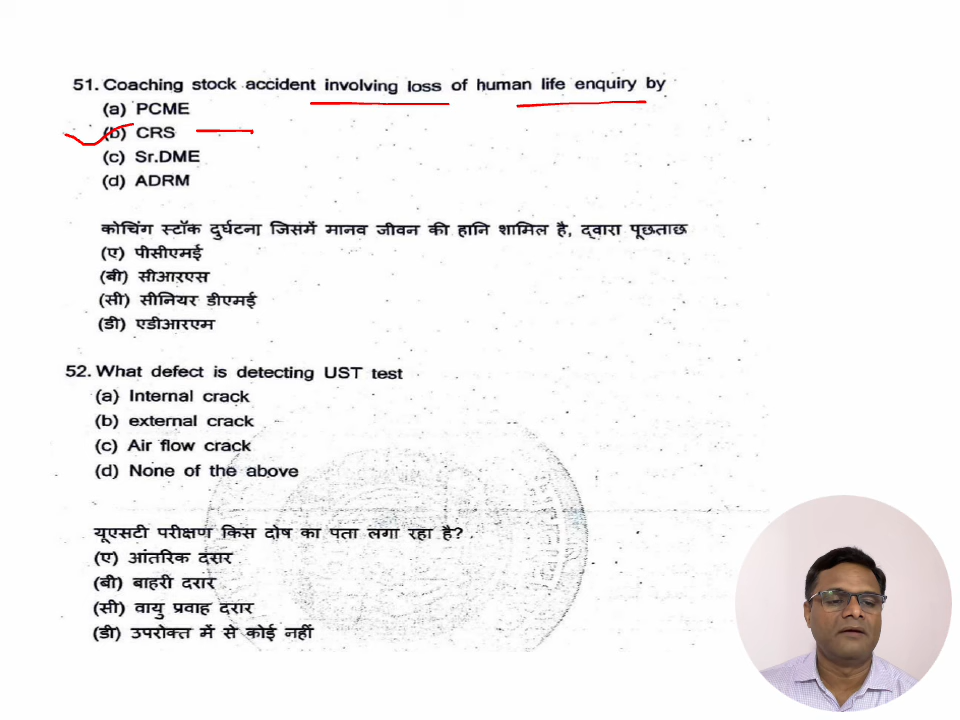 51. Coaching stock accident involving loss of human life enquiry by
(a) PCME
(b) CRS
(c) Sr.DME
(d) ADRM
कोचिंग स्टॉक दुर्घटना जिसमें मानव जीवन की हानि शामिल है, द्वारा पूछताछ
(ए) पीसीएमई
(बी) सीआरएस
(सी) सीनियर डीएमई
(डी) एडीआरएम
52. What defect is detecting UST test
(a) Internal crack
(b) external crack
(c) Air flow crack
(d) None of the above
यूएसटी परीक्षण किस दोष का पता लगा रहा है?
(ए) आंतरिक दरार
(बी) बाहरी दरार
(सी) वायु प्रवाह दरार
(डी) उपरोक्त में से कोई नहीं